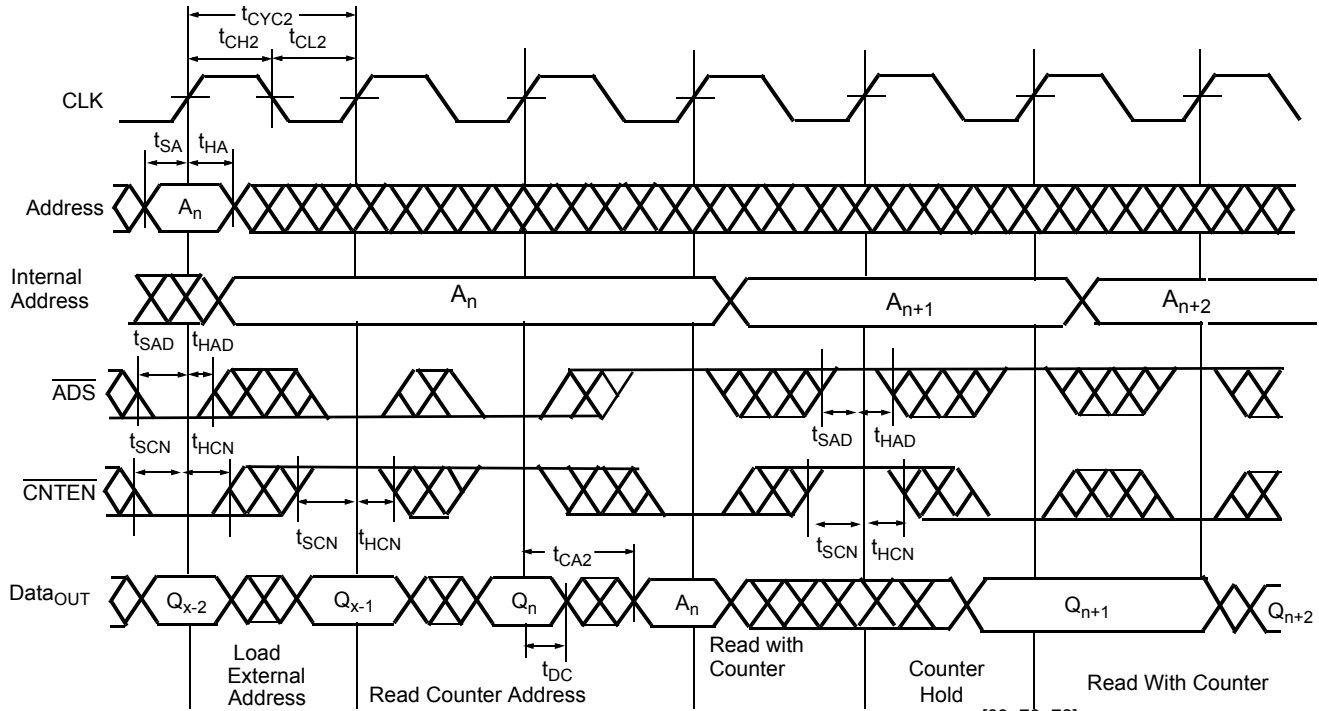 tCYC2
tCH2
tCL2
CLK
tSA
tHA
Address
An
Internal
Address
An
An+1
An+2
tSAD
tHAD
ADS
tSAD
tHAD
tSCN
tHCN
CNTEN
tSCN
tHCN
tSCN
tHCN
tCA2
DataOUT
Qx-2
Qx-1
Qn
An
Qn+1
Qn+2
tDC
Load
External
Address
Read Counter Address
Read with
Counter
Counter
Hold
Read With Counter